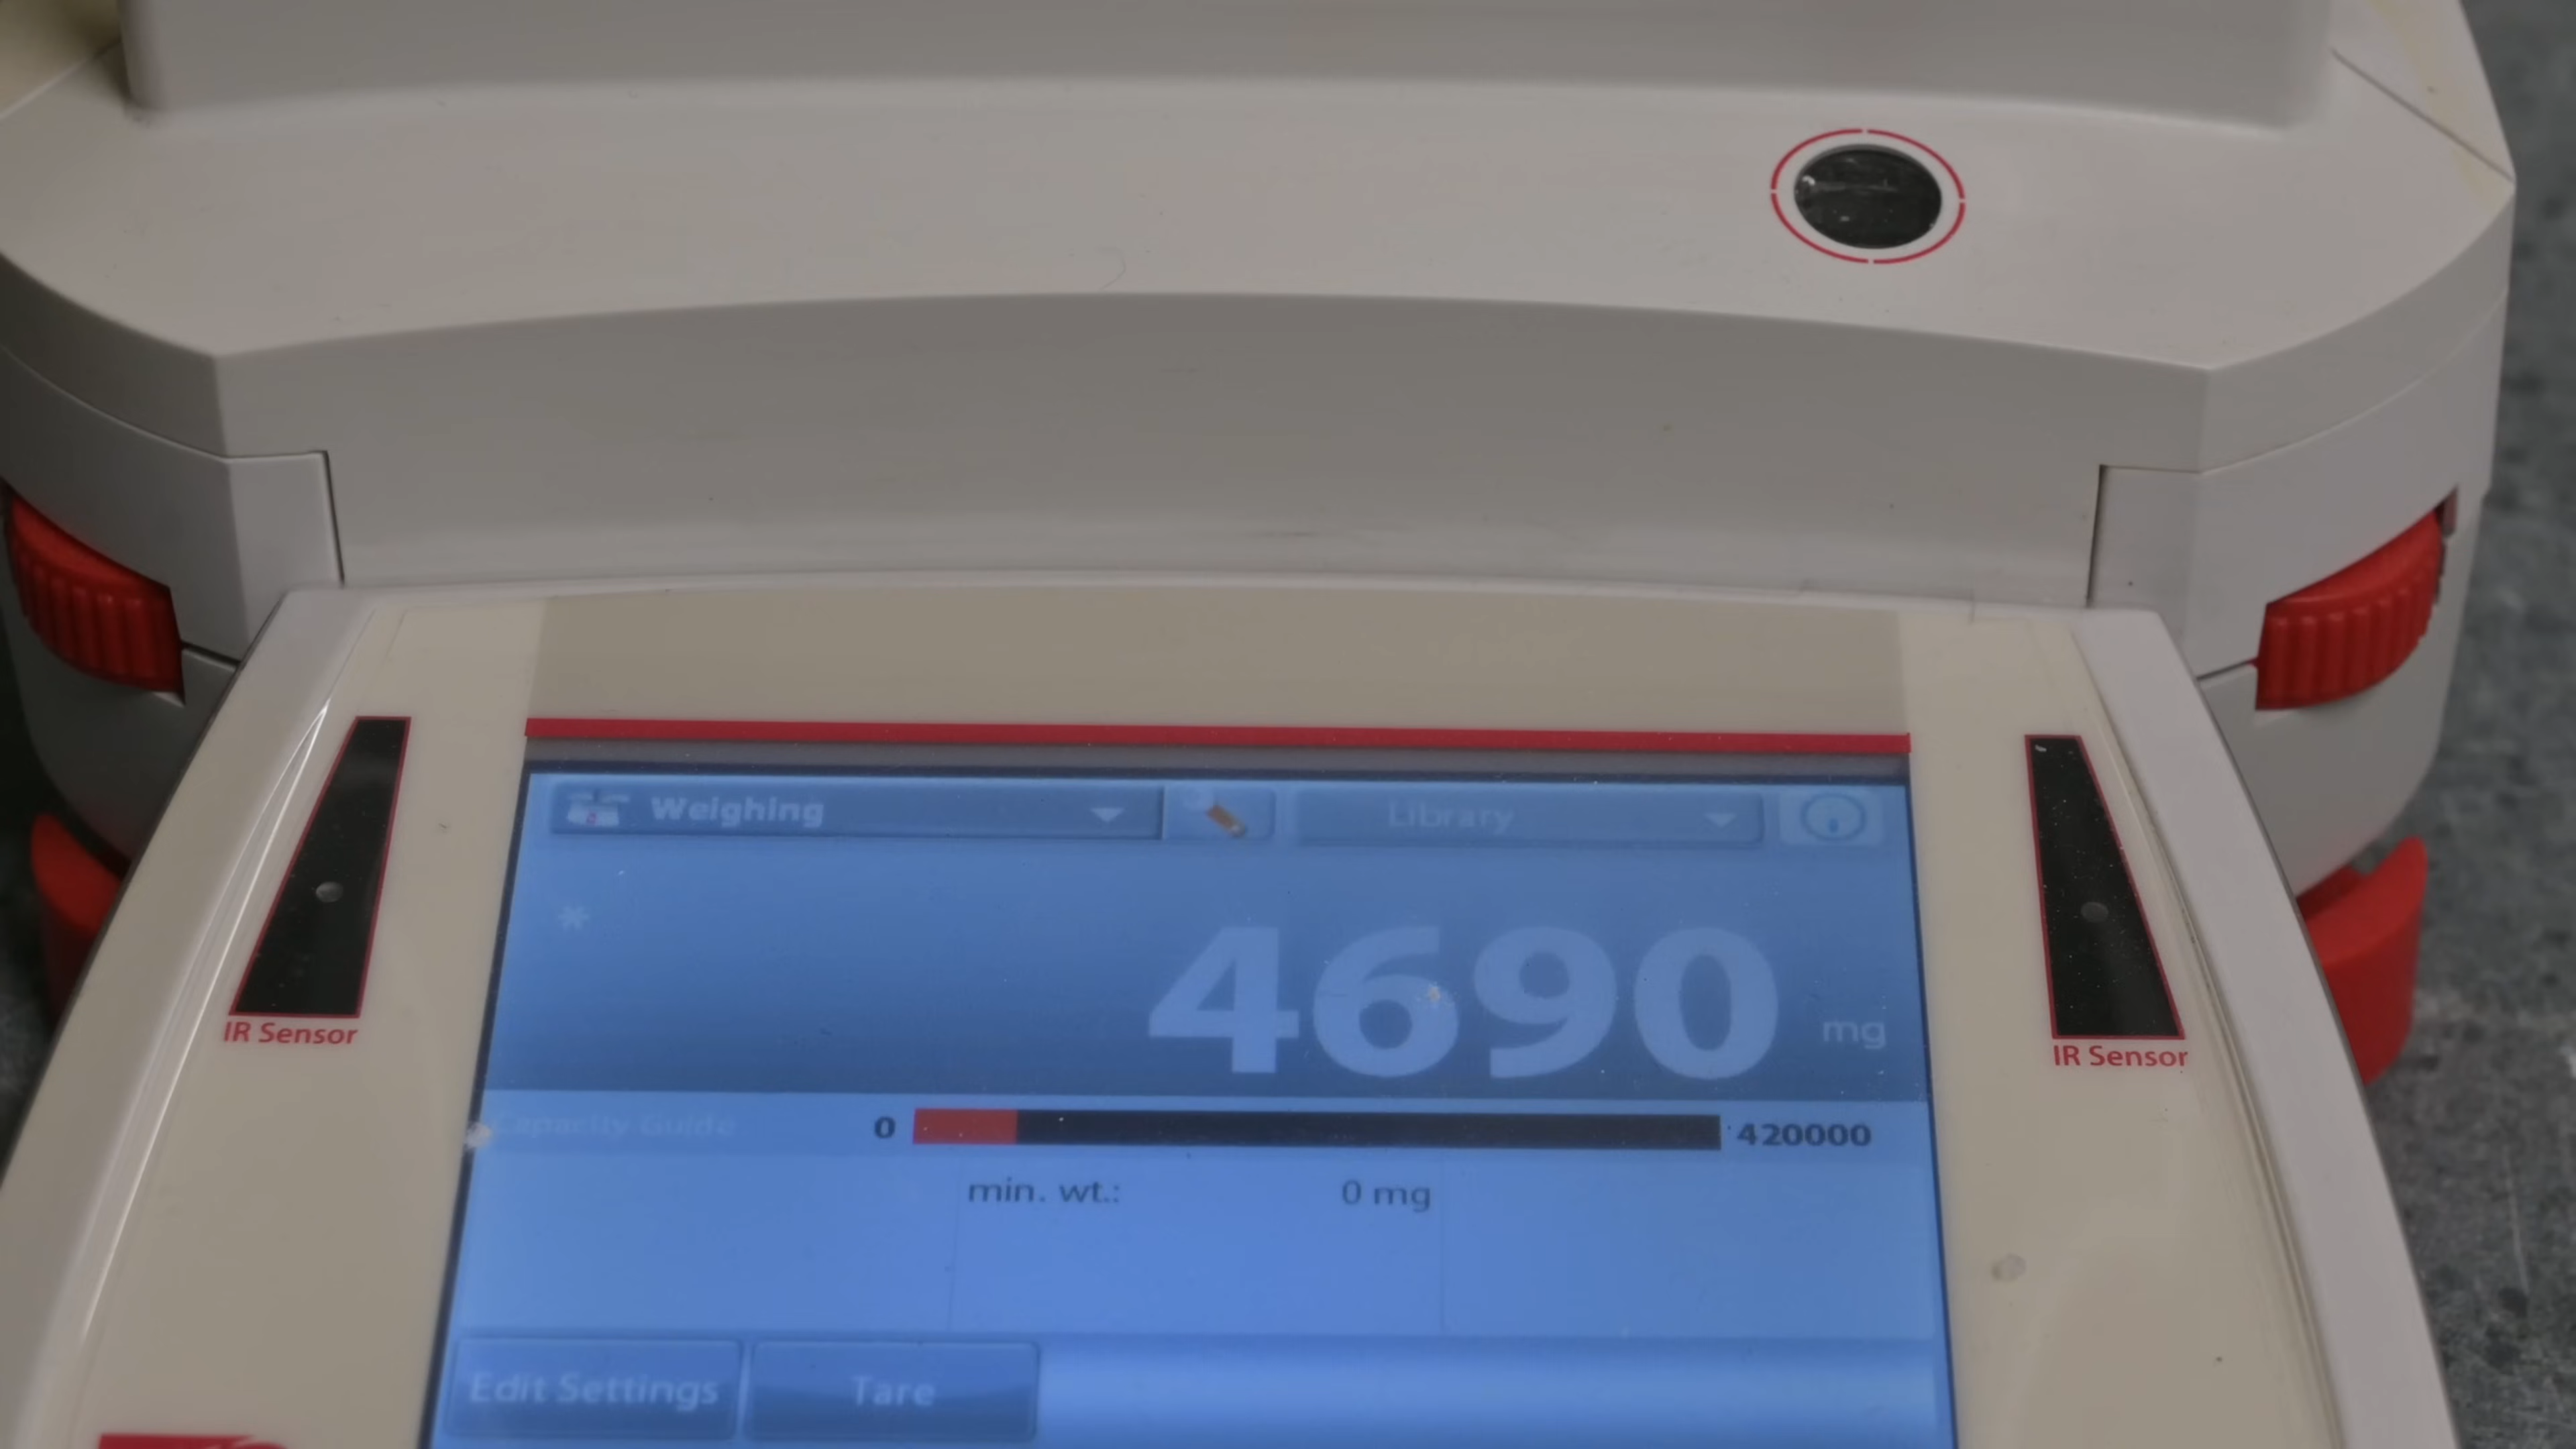 Weighing Library
*
4690 mg
Capacity Guide 0 420000
IR Sensor IR Sensor
min. wt.: 0 mg
Edit Settings Tare